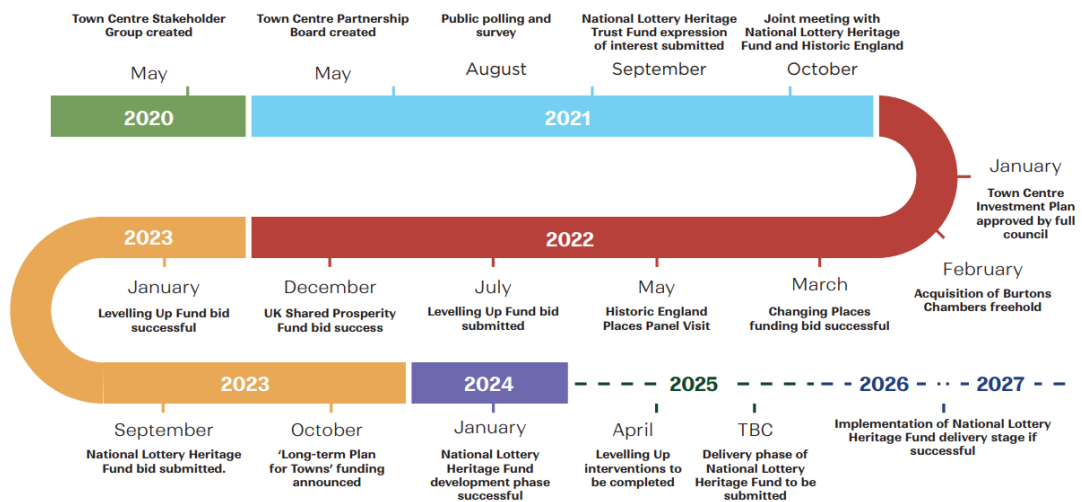 Town Centre Stakeholder
Group created
May
Town Centre Partnership
Board created
May
Public polling and
survey
August
National Lottery Heritage
Trust Fund expression
of interest submitted
September
Joint meeting with
National Lottery Heritage
Fund and Historic England
October
2020
2021
January
Town Centre
Investment Plan
approved by full
council
February
Acquisition of Burtons
Chambers freehold
2022
March
Changing Places
funding bid successful
May
Historic England
Places Panel Visit
July
Levelling Up Fund bid
submitted
December
UK Shared Prosperity
Fund bid success
2023
January
Levelling Up Fund bid
successful
2023
September
National Lottery Heritage
Fund bid submitted.
October
‘Long-term Plan
for Towns’ funding
announced
2024
January
National Lottery
Heritage Fund
development phase
successful
2025
April
Levelling Up
interventions to
be completed
TBC
Delivery phase of
National Lottery
Heritage Fund to be
submitted
2026
2027
Implementation of National Lottery
Heritage Fund delivery stage if
successful